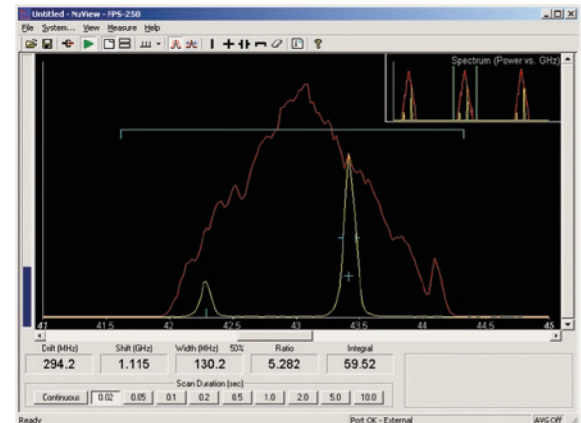 Untitled - NuView - FPS-250
File System... View Measure Help
Spectrum (Power vs. GHz)
41 41.5 42 42.5 43 43.5 44 44.5 45
Drift (MHz) Shift (GHz) Width (MHz) 50% Ratio Integral
294.2 1.115 130.2 5.282 59.52
Scan Duration (sec)
Continuous 0.02 0.05 0.1 0.2 0.5 1.0 2.0 5.0 10.0
Ready Port OK - External AVG Off